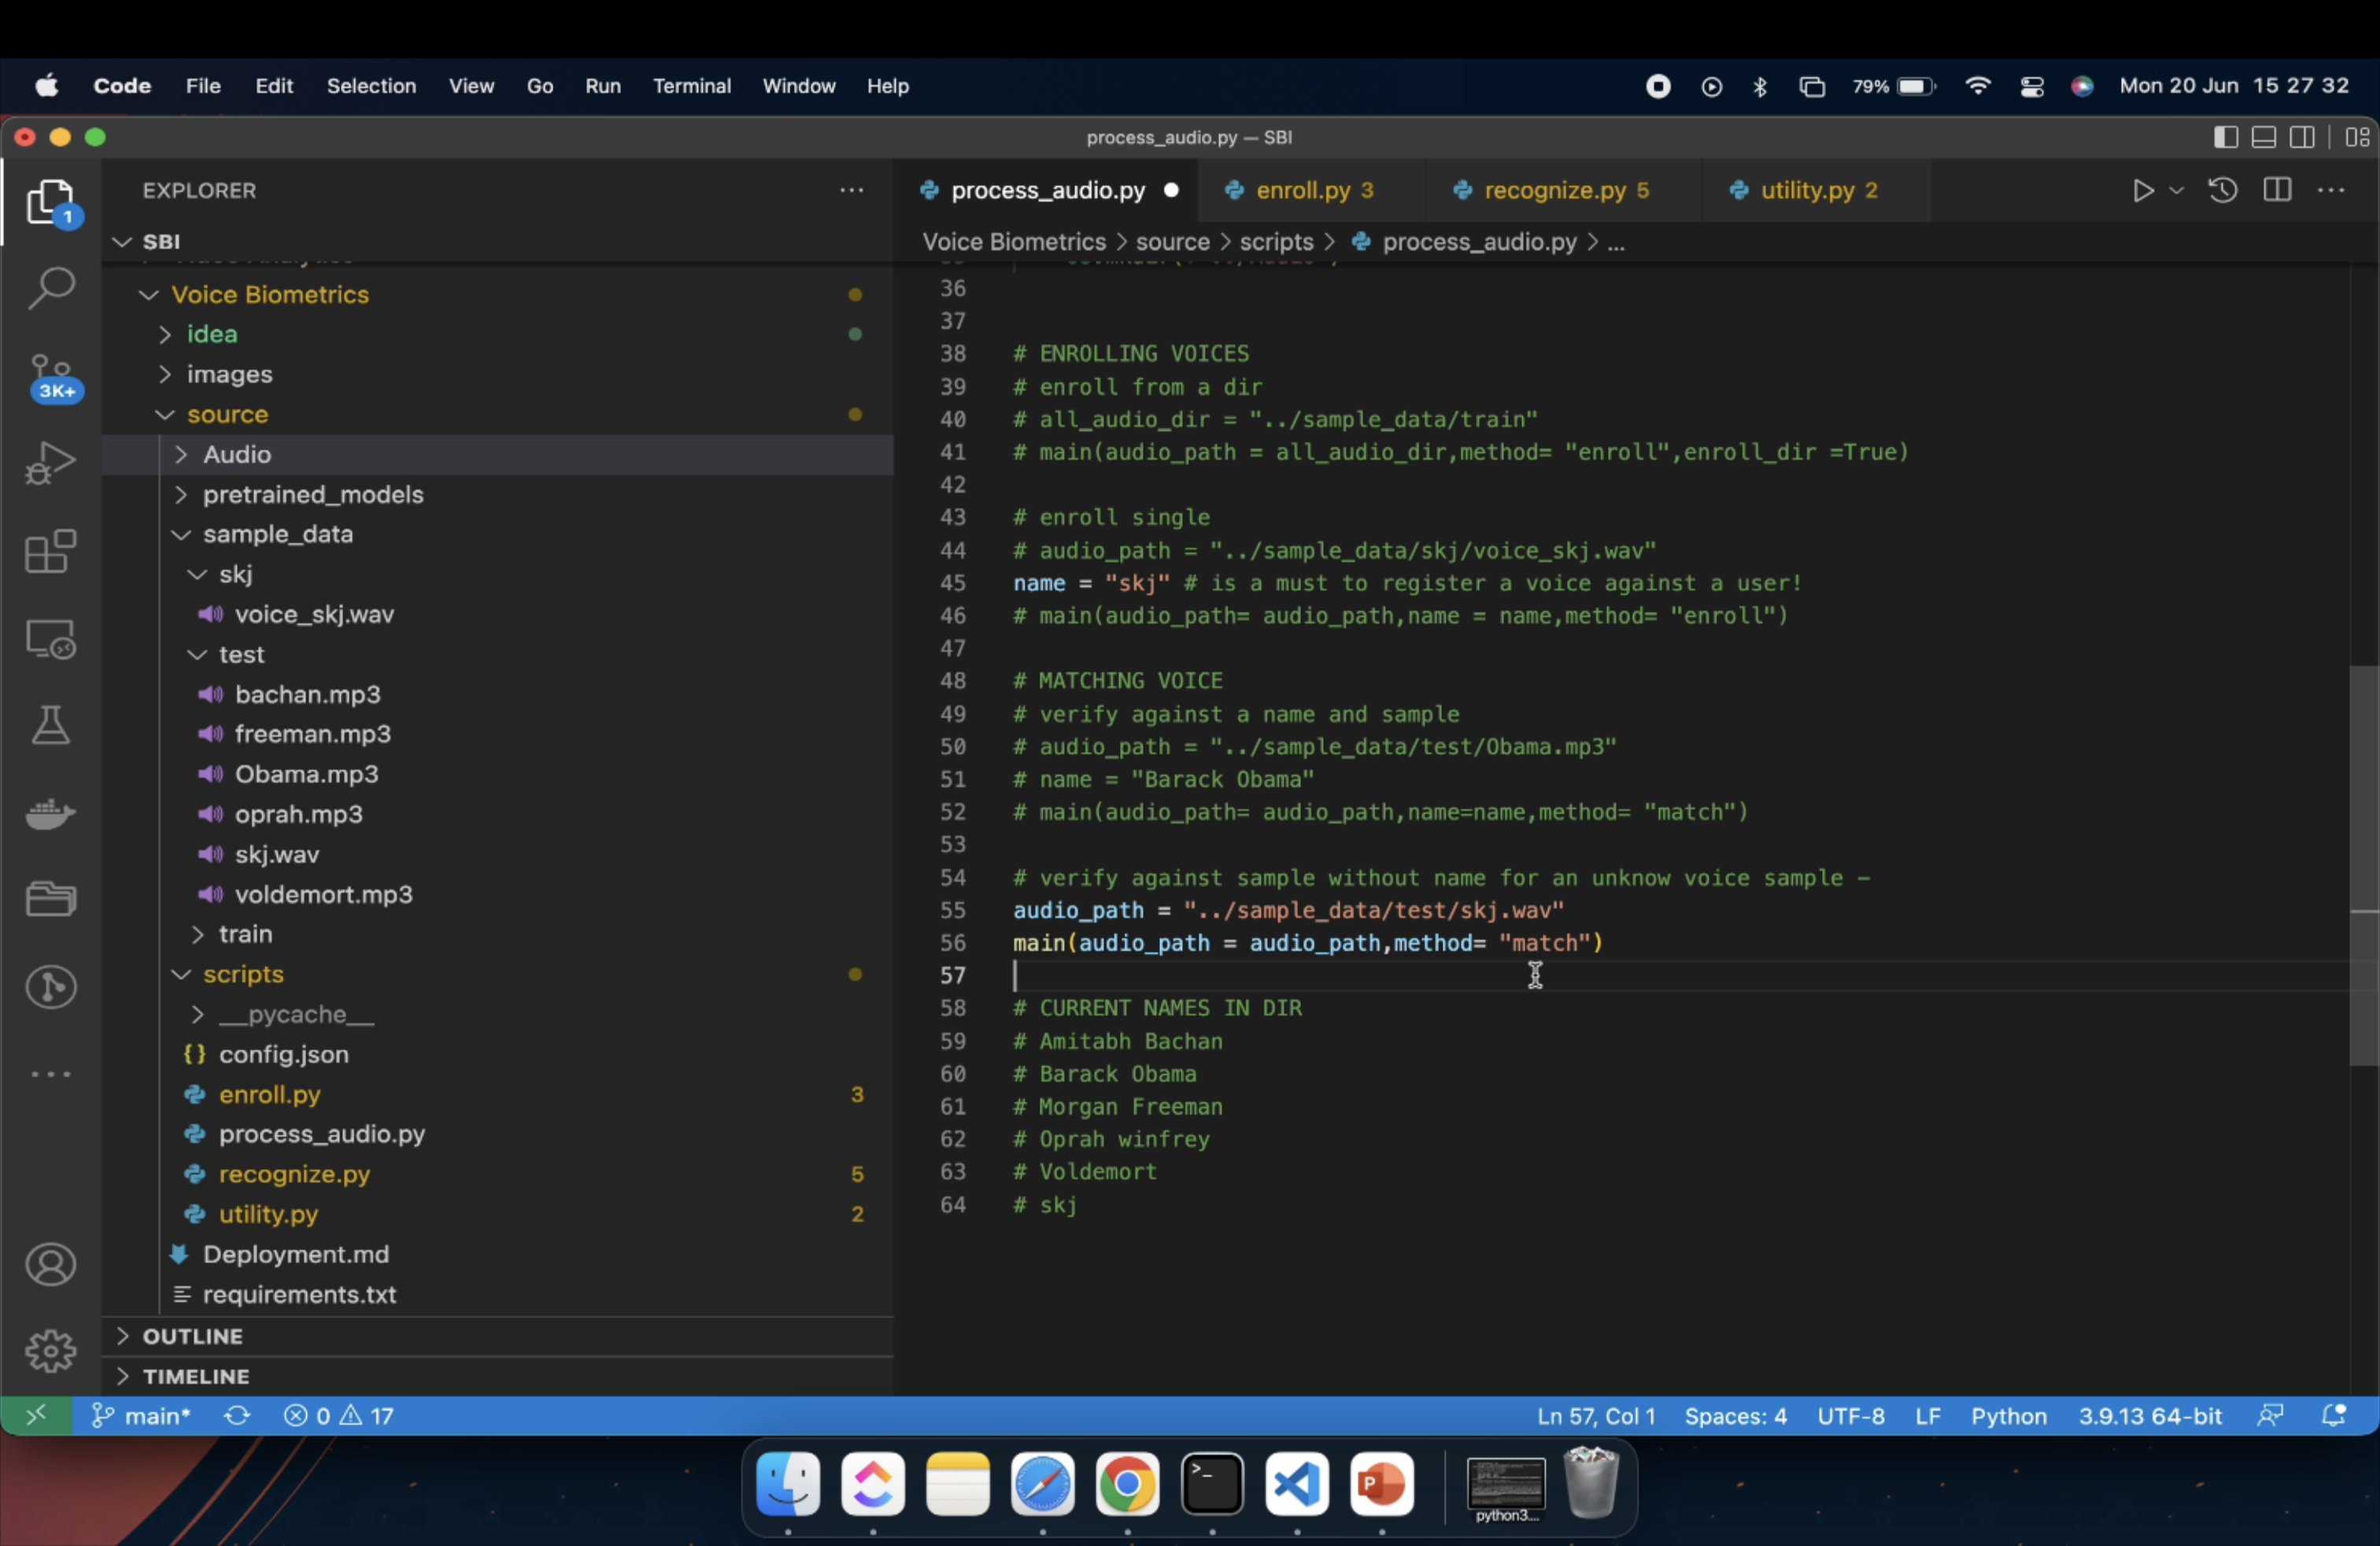 Code File Edit Selection View Go Run Terminal Window Help 79% Mon 20 Jun 15 27 32
process_audio.py — SBI
EXPLORER
process_audio.py
enroll.py 3
recognize.py 5
utility.py 2
SBI
Voice Biometrics > source > scripts > process_audio.py > ...
Voice Biometrics
idea
images
source
Audio
pretrained_models
sample_data
skj
voice_skj.wav
test
bachan.mp3
freeman.mp3
Obama.mp3
oprah.mp3
skj.wav
voldemort.mp3
train
scripts
__pycache__
config.json
enroll.py 3
process_audio.py
recognize.py 5
utility.py 2
Deployment.md
requirements.txt
OUTLINE
TIMELINE
1
3K+
36
37
38 # ENROLLING VOICES
39 # enroll from a dir
40 # all_audio_dir = "../sample_data/train"
41 # main(audio_path = all_audio_dir,method= "enroll",enroll_dir =True)
42
43 # enroll single
44 # audio_path = "../sample_data/skj/voice_skj.wav"
45 name = "skj" # is a must to register a voice against a user!
46 # main(audio_path= audio_path,name = name,method= "enroll")
47
48 # MATCHING VOICE
49 # verify against a name and sample
50 # audio_path = "../sample_data/test/Obama.mp3"
51 # name = "Barack Obama"
52 # main(audio_path= audio_path,name=name,method= "match")
53
54 # verify against sample without name for an unknow voice sample –
55 audio_path = "../sample_data/test/skj.wav"
56 main(audio_path = audio_path,method= "match")
57
58 # CURRENT NAMES IN DIR
59 # Amitabh Bachan
60 # Barack Obama
61 # Morgan Freeman
62 # Oprah winfrey
63 # Voldemort
64 # skj
main* 0 17 Ln 57, Col 1 Spaces: 4 UTF-8 LF Python 3.9.13 64-bit
P
python3...